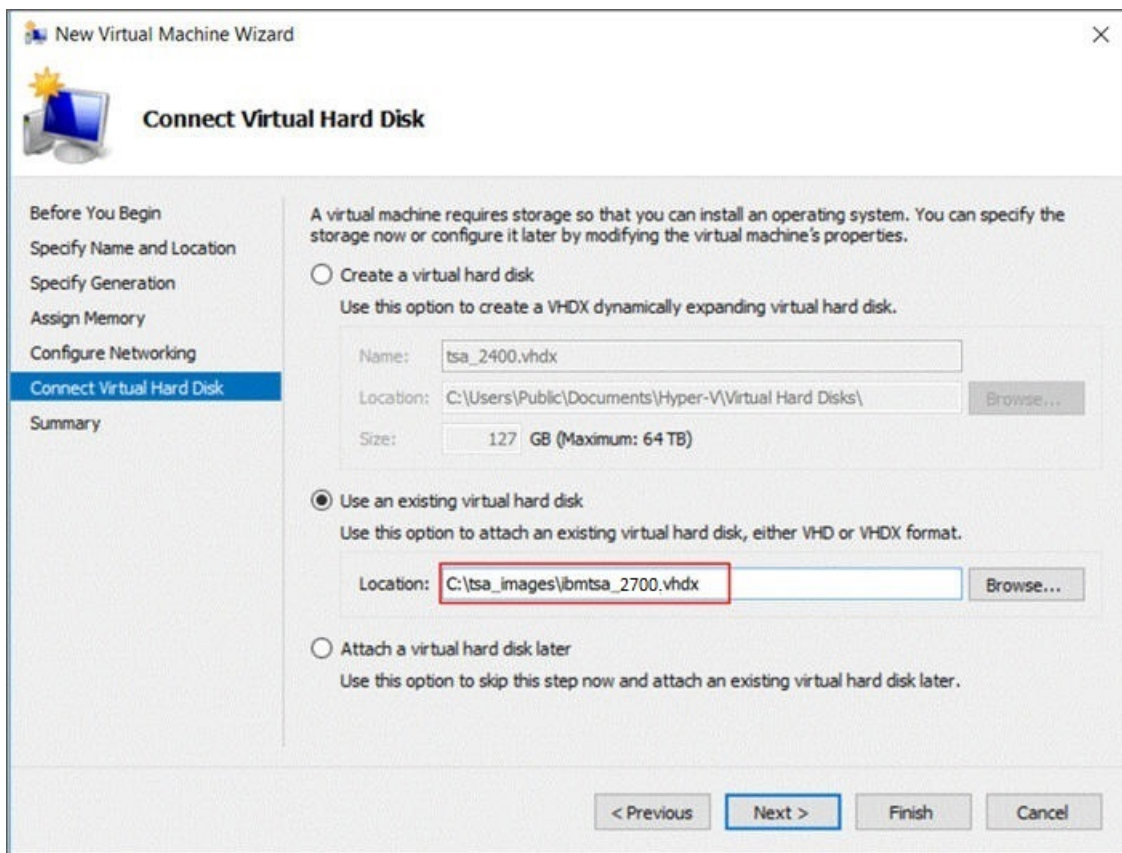 New Virtual Machine Wizard
Connect Virtual Hard Disk
Before You Begin
Specify Name and Location
Specify Generation
Assign Memory
Configure Networking
Connect Virtual Hard Disk
Summary
A virtual machine requires storage so that you can install an operating system. You can specify the
storage now or configure it later by modifying the virtual machine's properties.
Create a virtual hard disk
Use this option to create a VHDX dynamically expanding virtual hard disk.
Name: tsa_2400.vhdx
Location: C:\Users\Public\Documents\Hyper-V\Virtual Hard Disks\ Browse...
Size: 127 GB (Maximum: 64 TB)
Use an existing virtual hard disk
Use this option to attach an existing virtual hard disk, either VHD or VHDX format.
Location: C:\tsa_images\ibmtsa_2700.vhdx Browse...
Attach a virtual hard disk later
Use this option to skip this step now and attach an existing virtual hard disk later.
< Previous Next > Finish Cancel